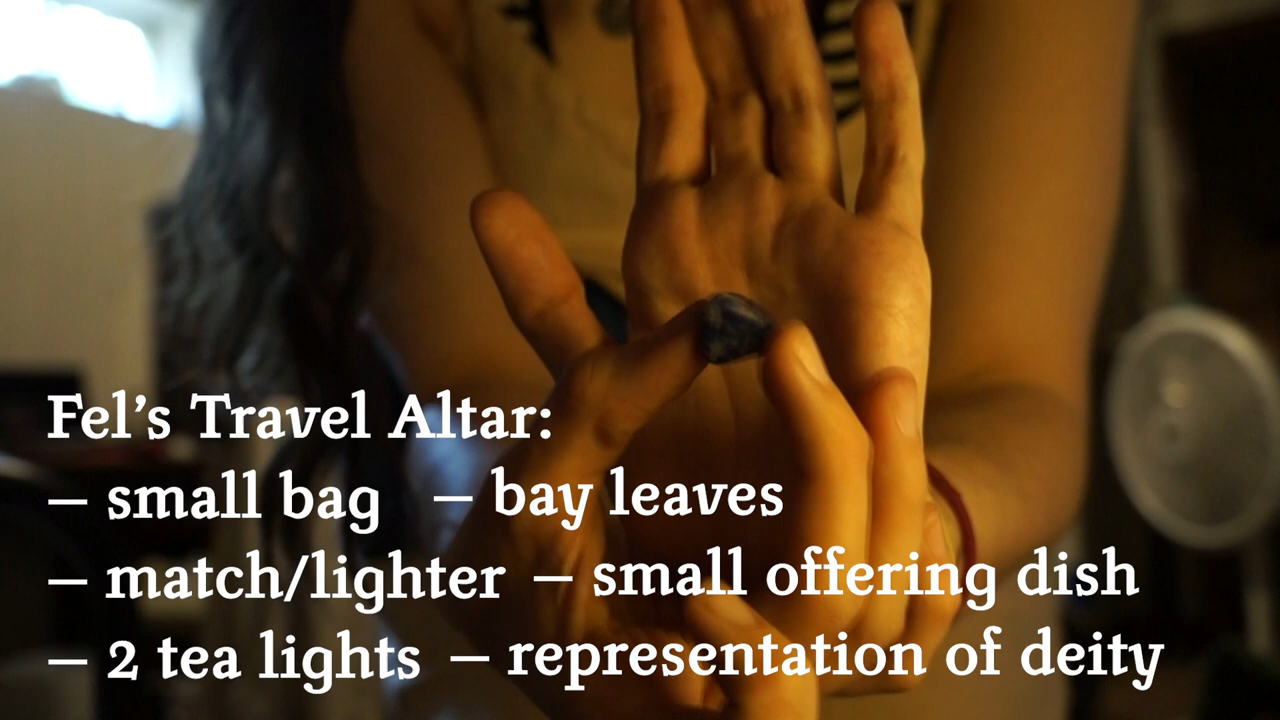 Fel's Travel Altar:
– small bag – bay leaves
– match/lighter – small offering dish
– 2 tea lights – representation of deity